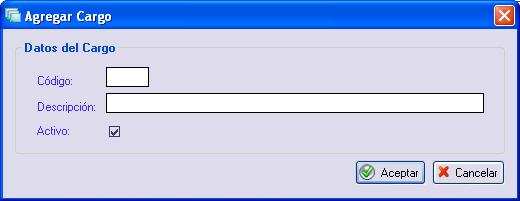 Agregar Cargo
Datos del Cargo
Código:
Descripción:
Activo:
Aceptar
Cancelar